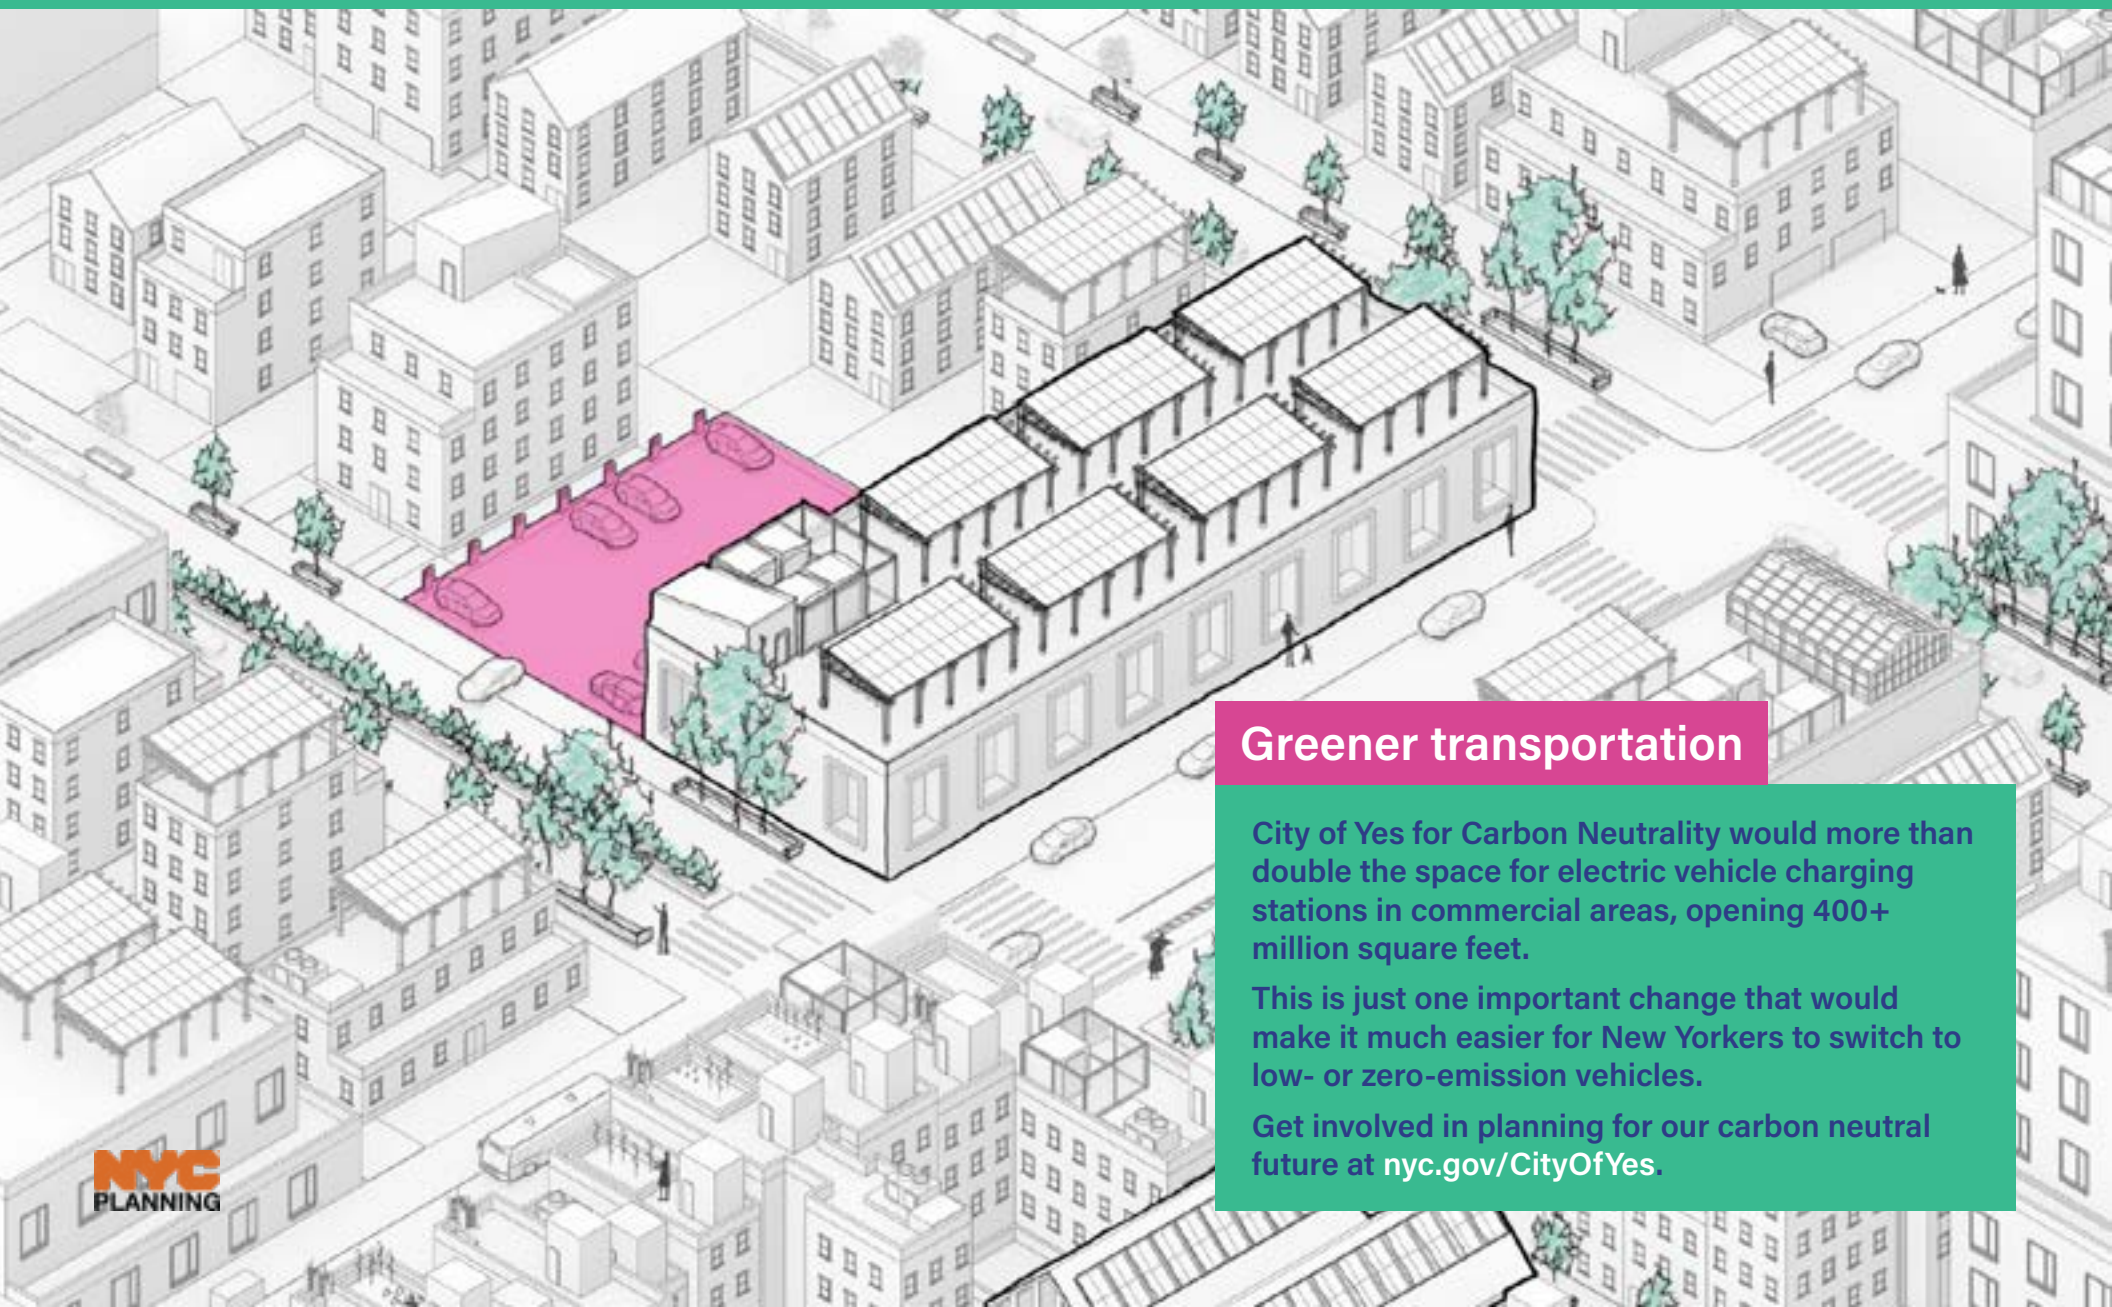 Greener transportation
City of Yes for Carbon Neutrality would more than
double the space for electric vehicle charging
stations in commercial areas, opening 400+
million square feet.
This is just one important change that would
make it much easier for New Yorkers to switch to
low- or zero-emission vehicles.
Get involved in planning for our carbon neutral
future at nyc.gov/CityOfYes.
NYC
PLANNING